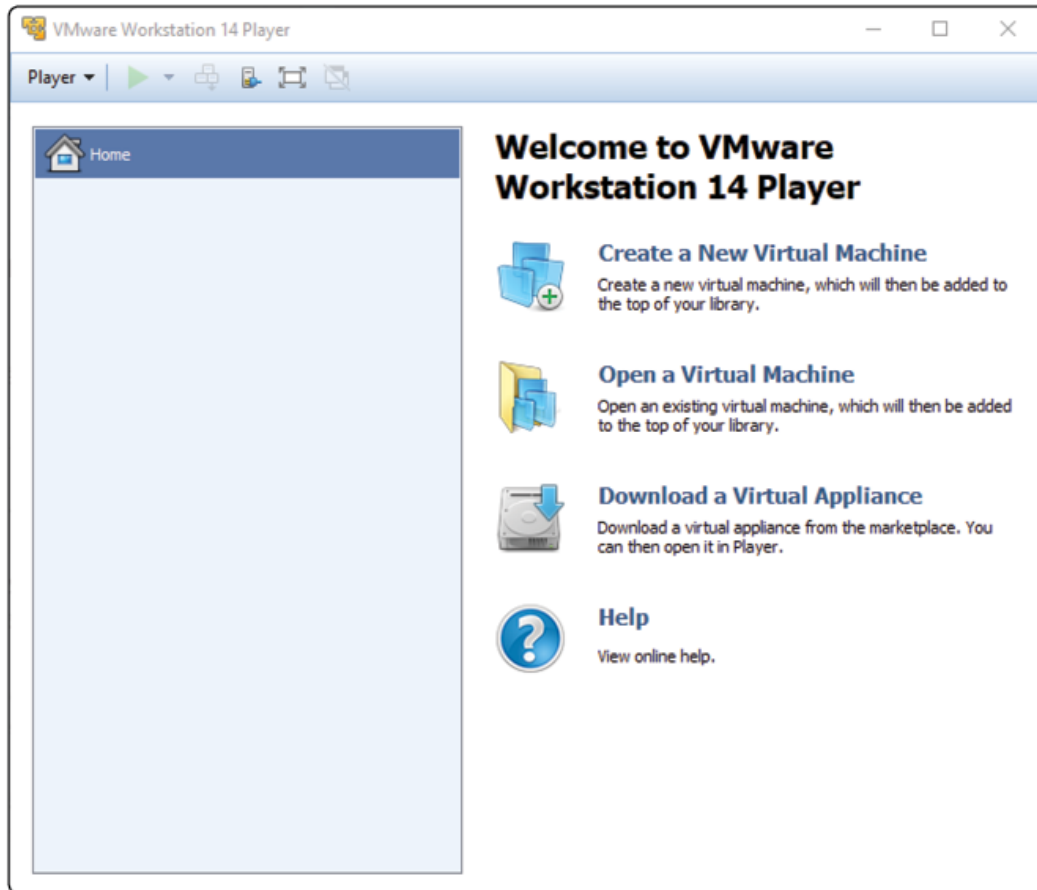 VMware Workstation 14 Player
Player
Home
Welcome to VMware
Workstation 14 Player
Create a New Virtual Machine
Create a new virtual machine, which will then be added to
the top of your library.
Open a Virtual Machine
Open an existing virtual machine, which will then be added
to the top of your library.
Download a Virtual Appliance
Download a virtual appliance from the marketplace. You
can then open it in Player.
Help
View online help.